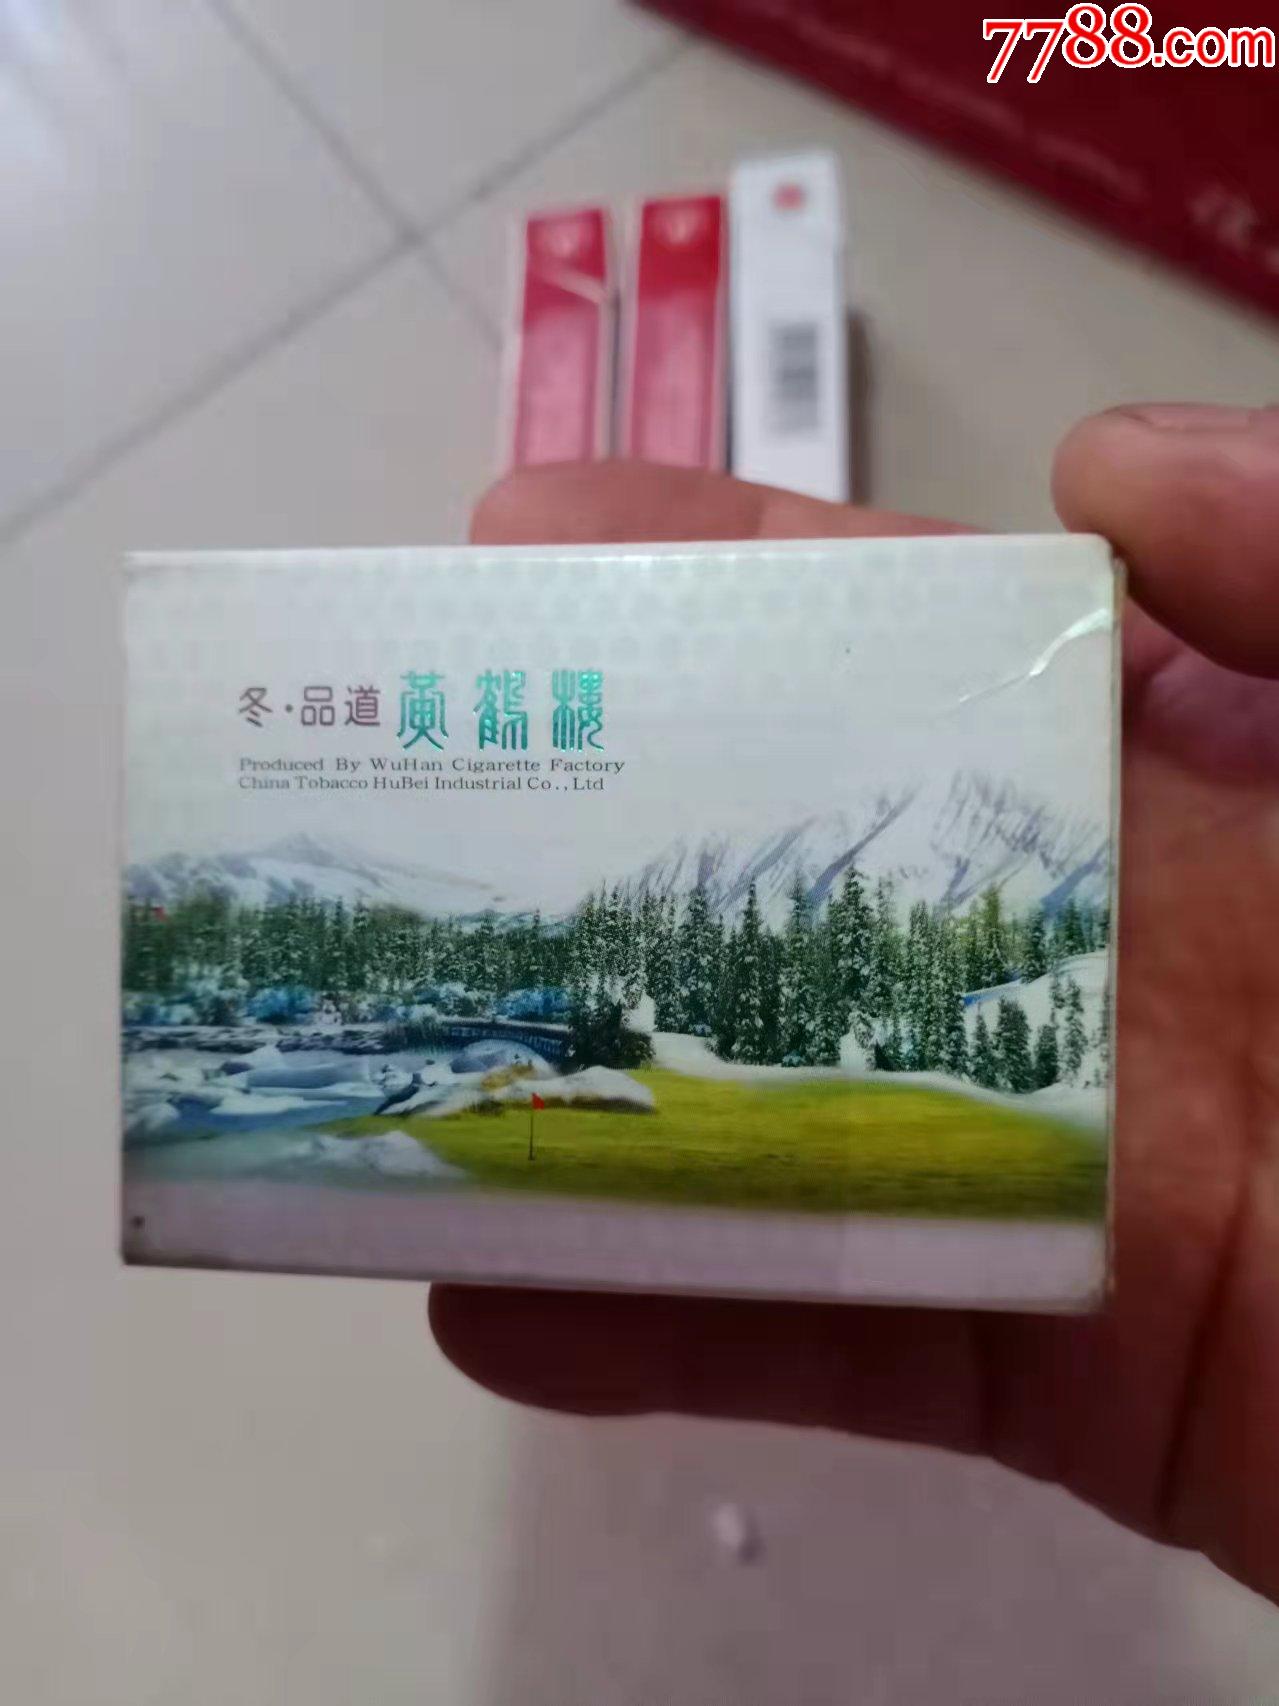 7788.com
冬·品道 黄鹤楼
Produced By WuHan Cigarette Factory
China Tobacco HuBei Industrial Co., Ltd